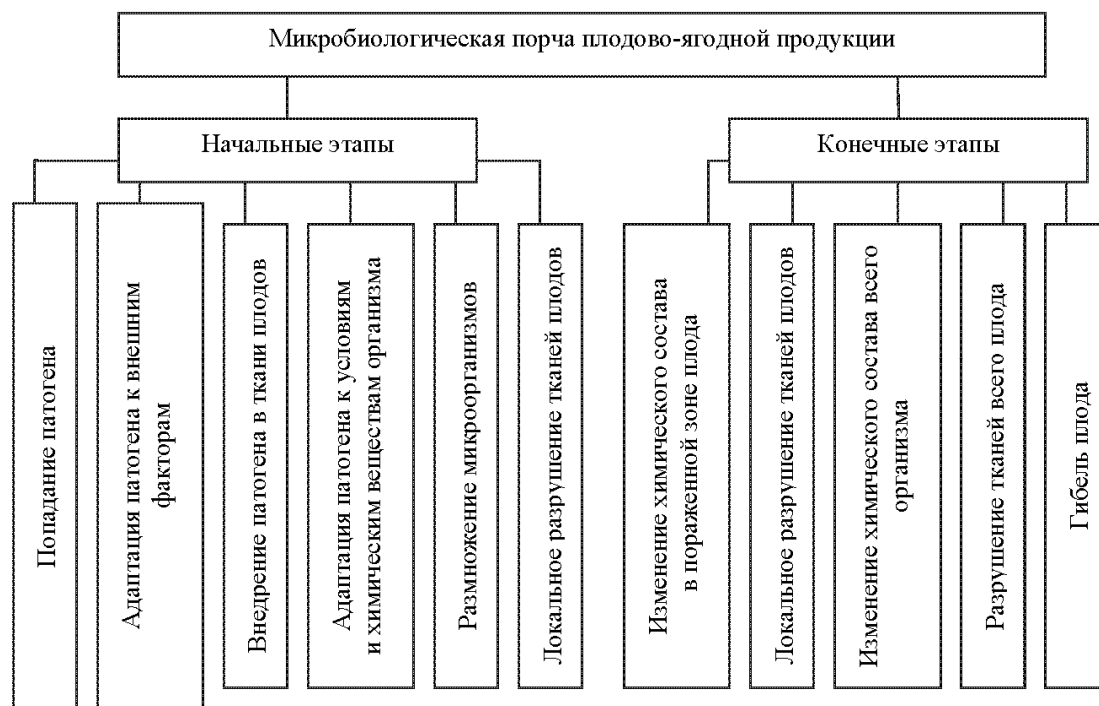 Микробиологическая порча плодово-ягодной продукции
Начальные этапы
Конечные этапы
Попадание патогена
Адаптация патогена к внешним
факторам
Внедрение патогена в ткани плодов
Адаптация патогена к условиям
и химическим веществам организма
Размножение микроорганизмов
Локальное разрушение тканей плодов
Изменение химического состава
в пораженной зоне плода
Локальное разрушение тканей плодов
Изменение химического состава всего
организма
Разрушение тканей всего плода
Гибель плода